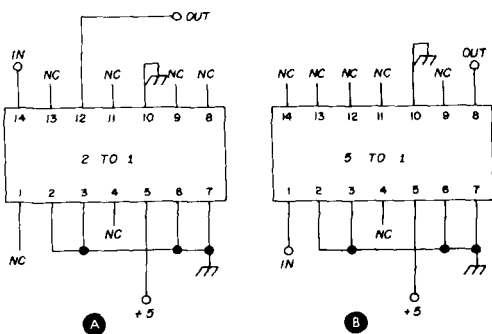 OUT
IN
NC NC NC NC
14 13 12 11 10 9 8
2 TO 1
1 2 3 4 5 6 7
NC
NC
+5
A
OUT
NC NC NC NC NC
14 13 12 11 10 9 8
5 TO 1
1 2 3 4 5 6 7
NC
IN
+5
B